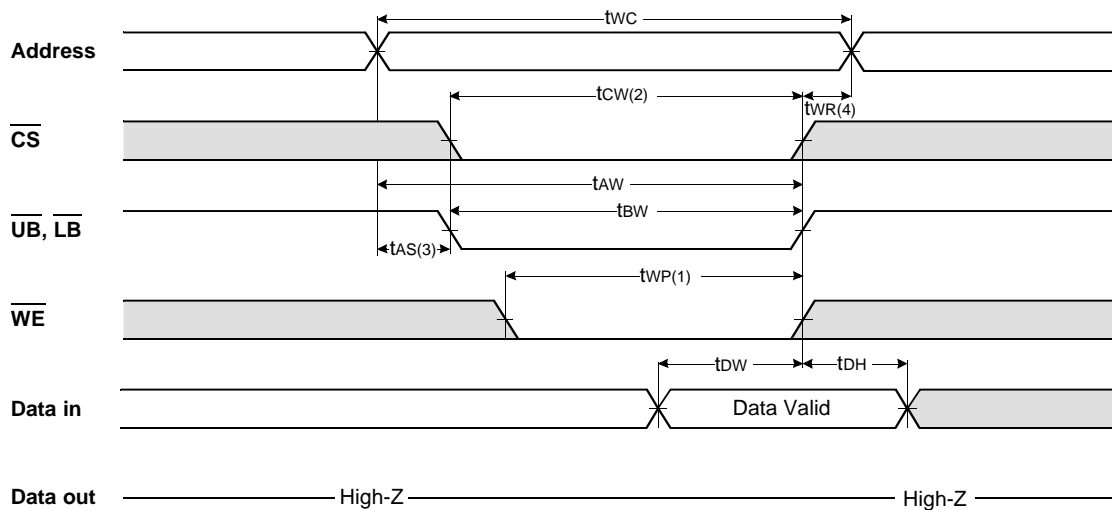 tWC
Address
tCW(2)
tWR(4)
CS
tAW
tBW
UB, LB
tAS(3)
tWP(1)
WE
tDW
tDH
Data in
Data Valid
Data out
High-Z
High-Z